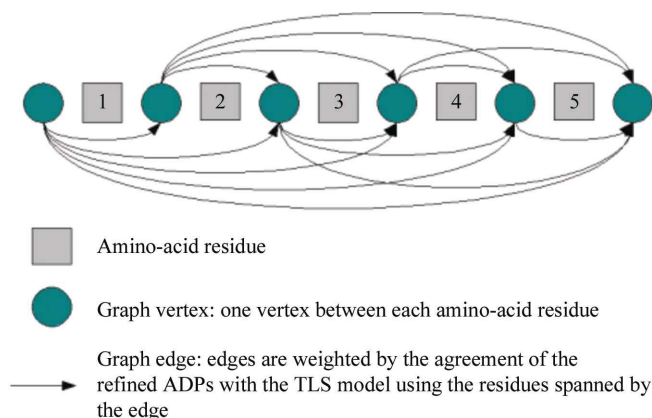 1 2 3 4 5
Amino-acid residue
Graph vertex: one vertex between each amino-acid residue
Graph edge: edges are weighted by the agreement of the
refined ADPs with the TLS model using the residues spanned by
the edge